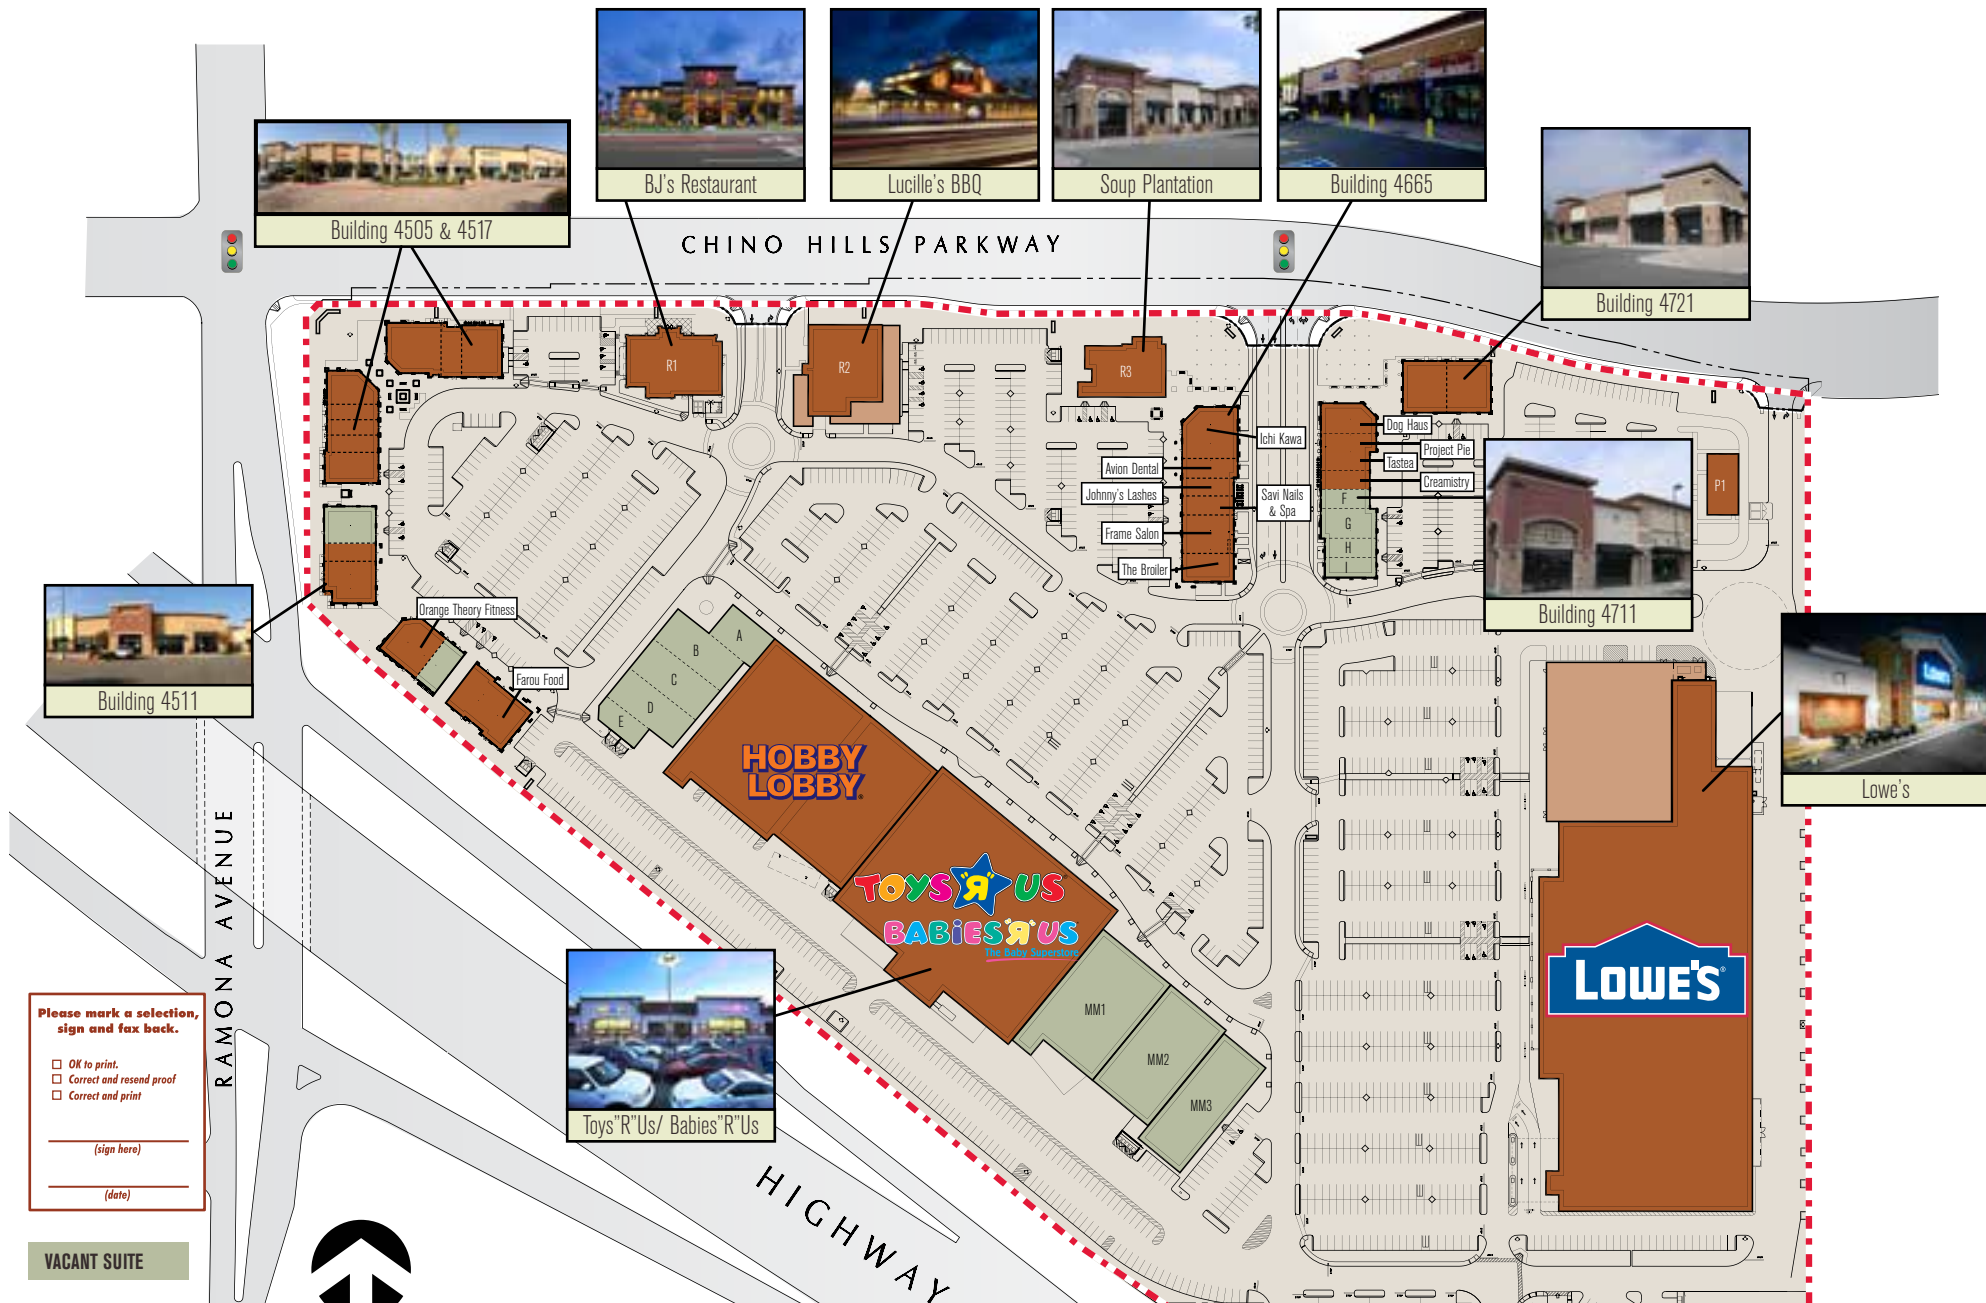 BJ's Restaurant
Lucille's BBQ
Soup Plantation
Building 4665
Building 4505 & 4517
CHINO HILLS PARKWAY
Building 4721
R1
R2
R3
Dog Haus
Ichi Kawa
Project Pie
Avion Dental
Tastea
Creamistry
Johnny's Lashes
Savi Nails
& Spa
F
G
H
I
P1
Frame Salon
The Broiler
Building 4711
Orange Theory Fitness
Farou Food
Building 4511
A
B
C
D
E
HOBBY
LOBBY
Lowe's
TOYS "R" US
BABIES "R" US
The Baby Superstore
LOWE'S
MM1
MM2
MM3
Toys"R"Us/ Babies"R"Us
RAMONA AVENUE
HIGHWAY
Please mark a selection,
sign and fax back.
OK to print.
Correct and resend proof
Correct and print
(sign here)
(date)
VACANT SUITE